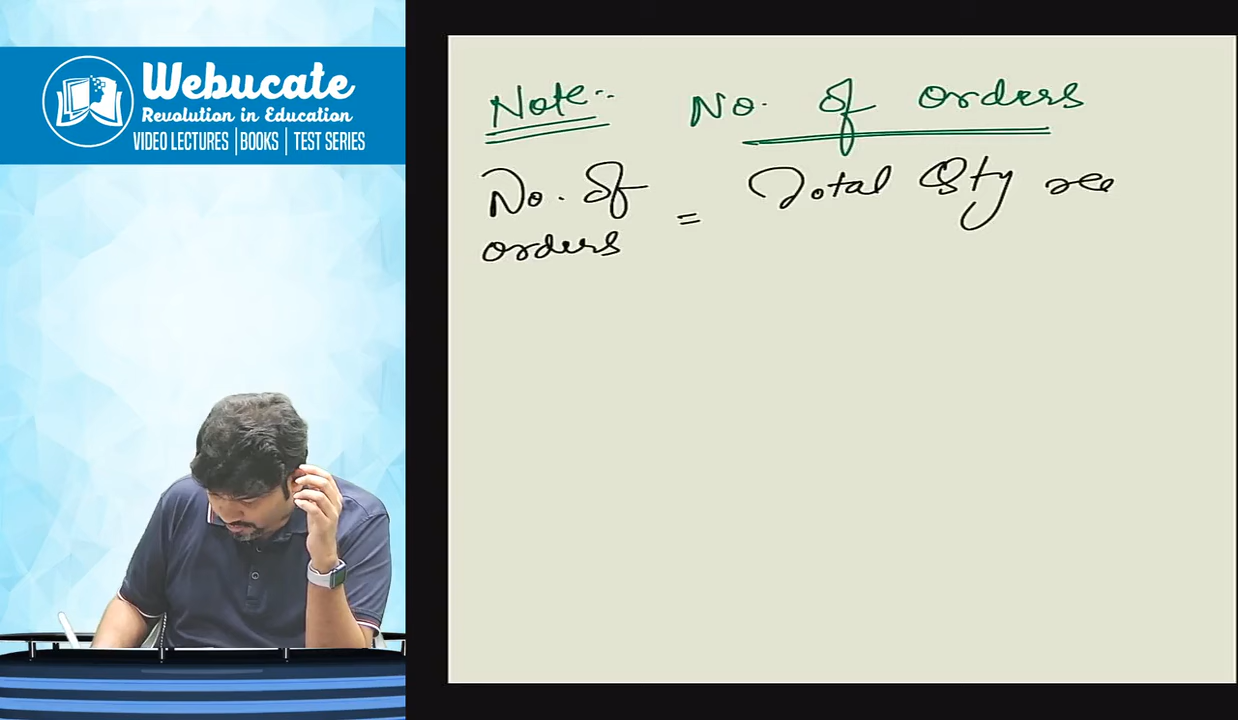 Webucate
Revolution in Education
VIDEO LECTURES | BOOKS | TEST SERIES
Note:- No. of orders
No. of orders = Total Qty